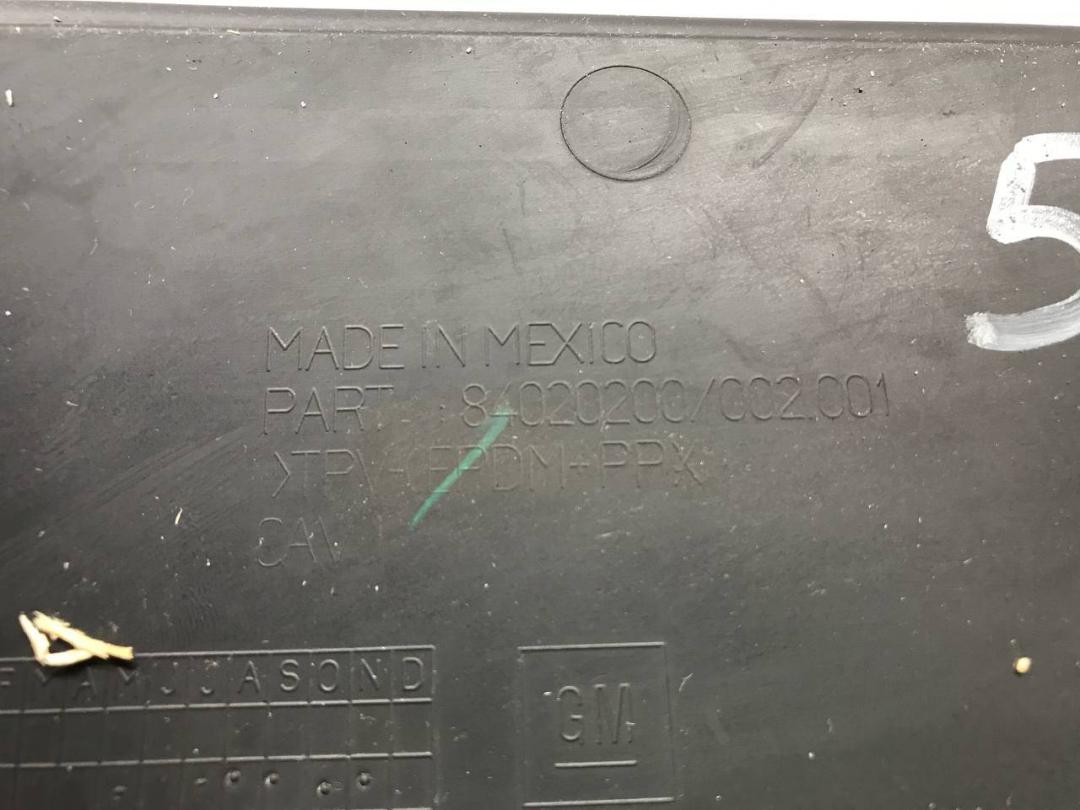 5
MADE IN MEXICO
PART 84020200/002.001
>TPV-(EPDM+PP)<
CAV
F M A M J J A S O N D
GM